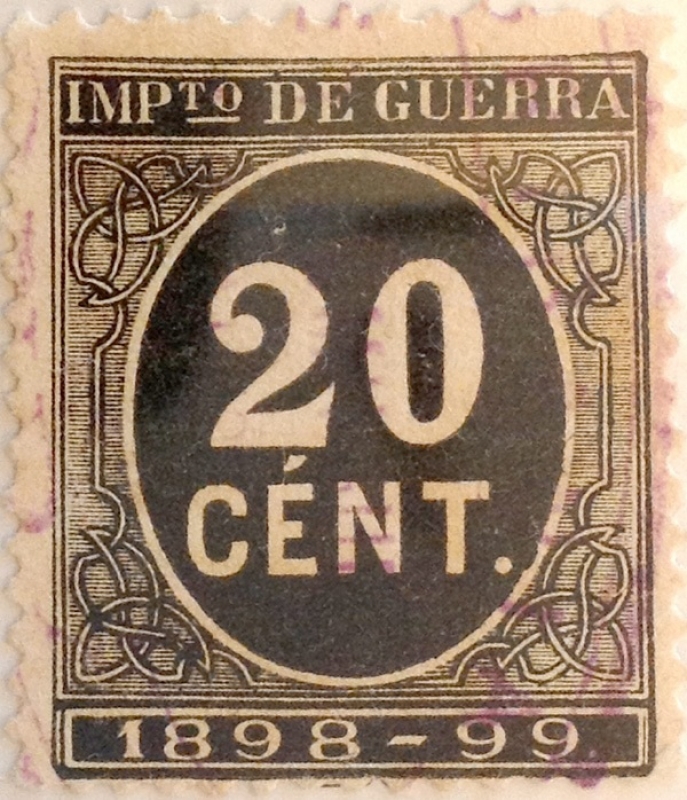 IMPTO DE GUERRA
20
CÉNT.
1898-99